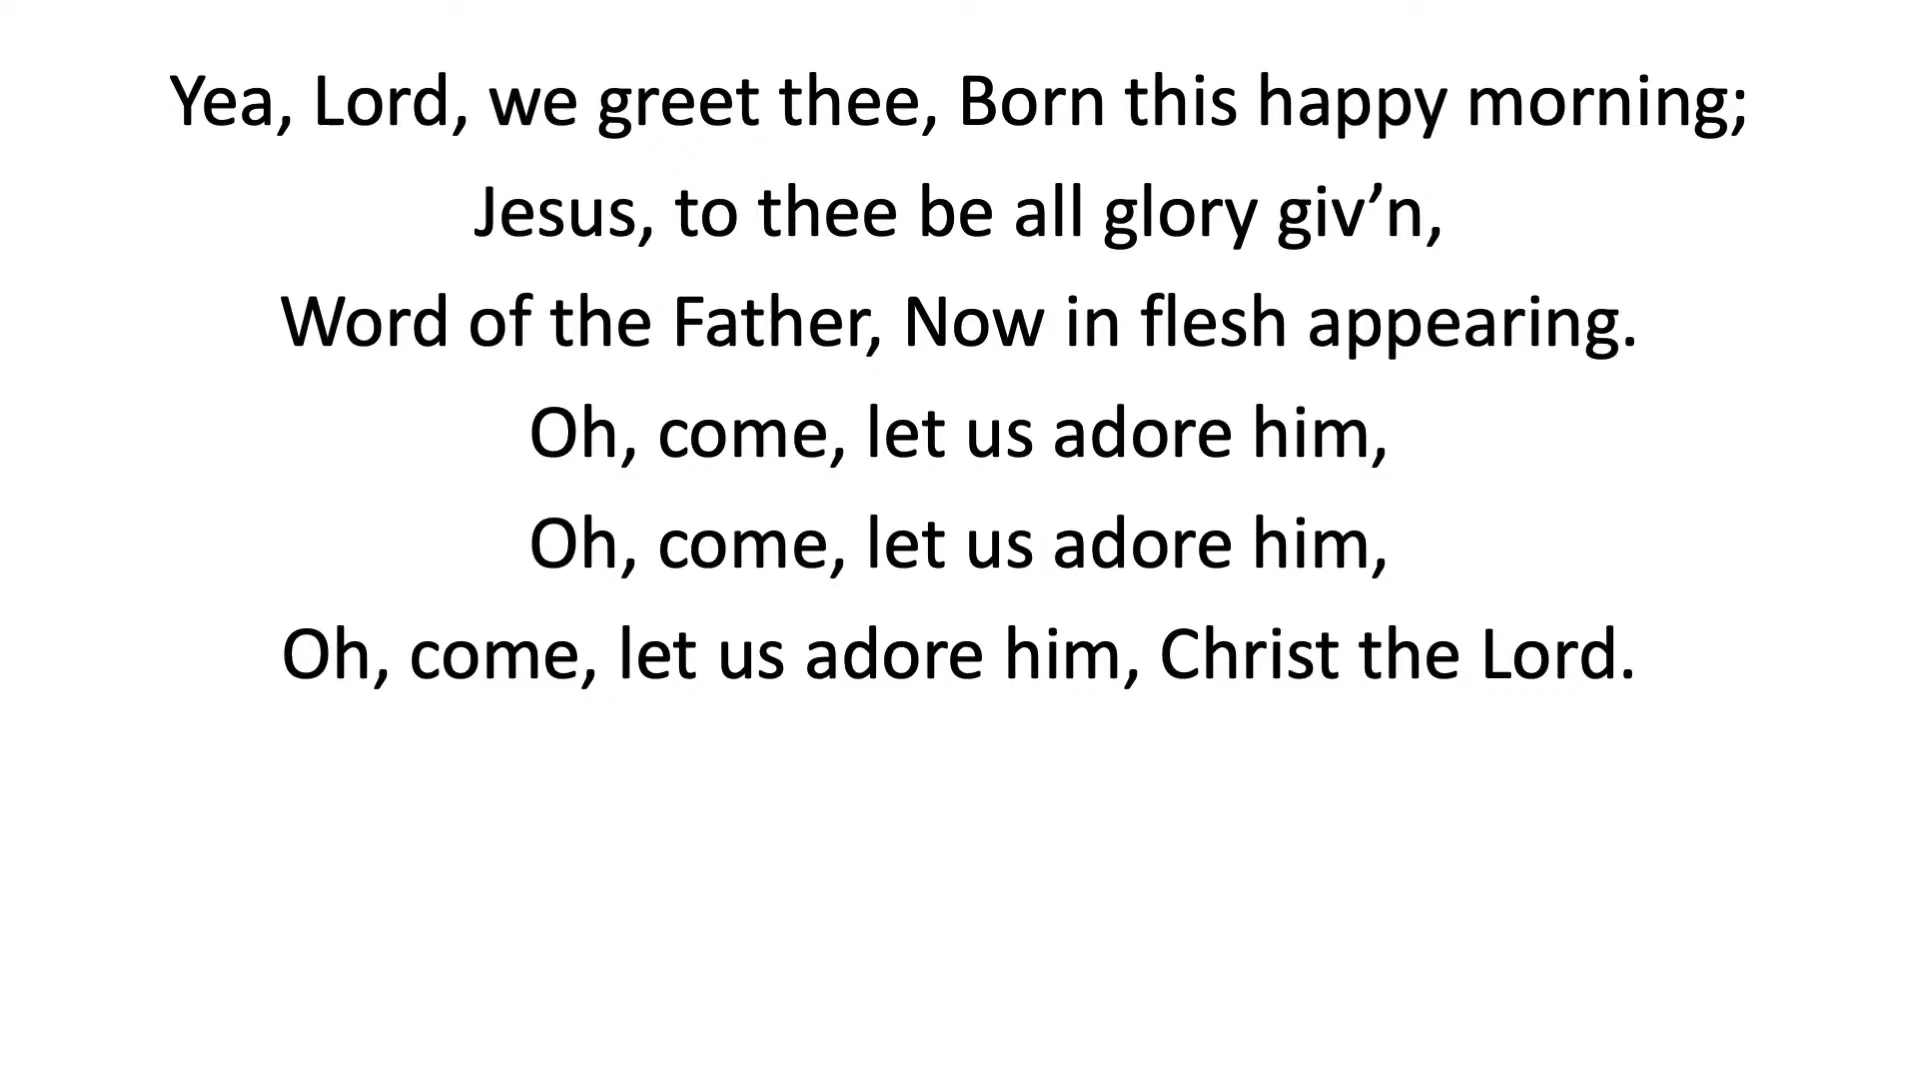 Yea, Lord, we greet thee, Born this happy morning;
Jesus, to thee be all glory giv’n,
Word of the Father, Now in flesh appearing.
Oh, come, let us adore him,
Oh, come, let us adore him,
Oh, come, let us adore him, Christ the Lord.